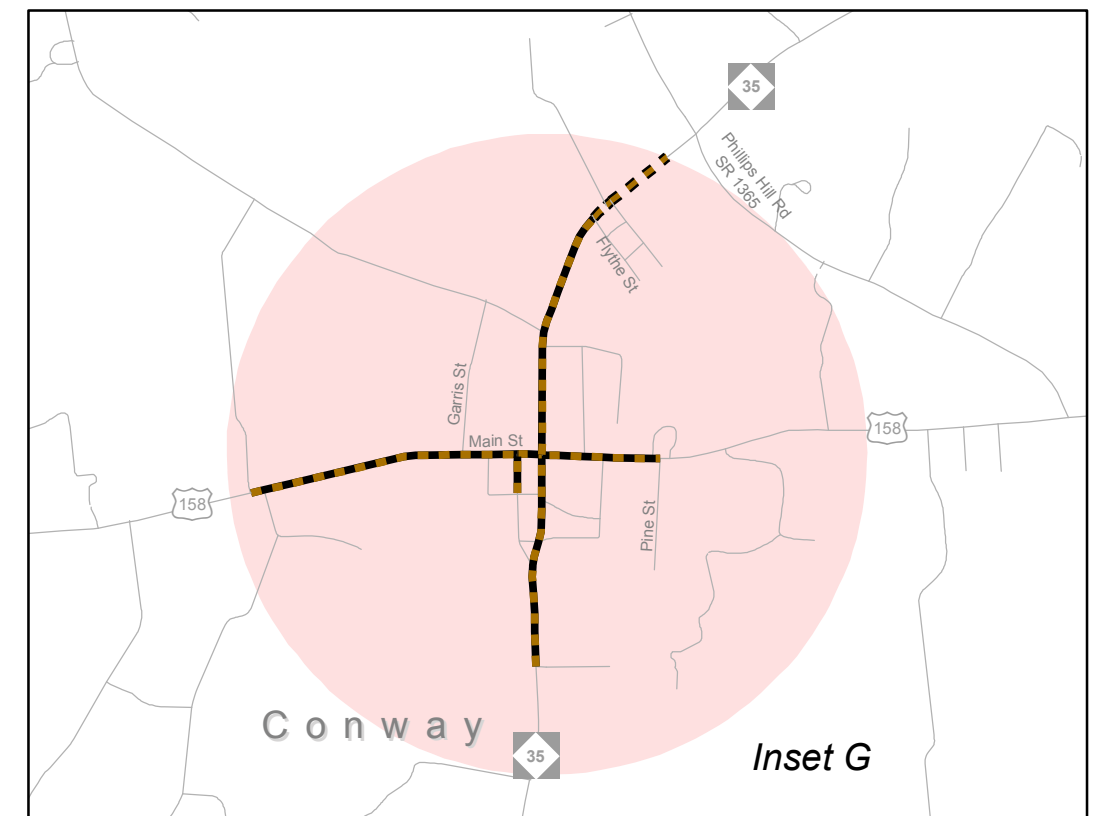 35
Phillips Hill Rd
SR 1365
Flythe St
Garris St
158
Main St
158
Pine St
Conway
35
Inset G